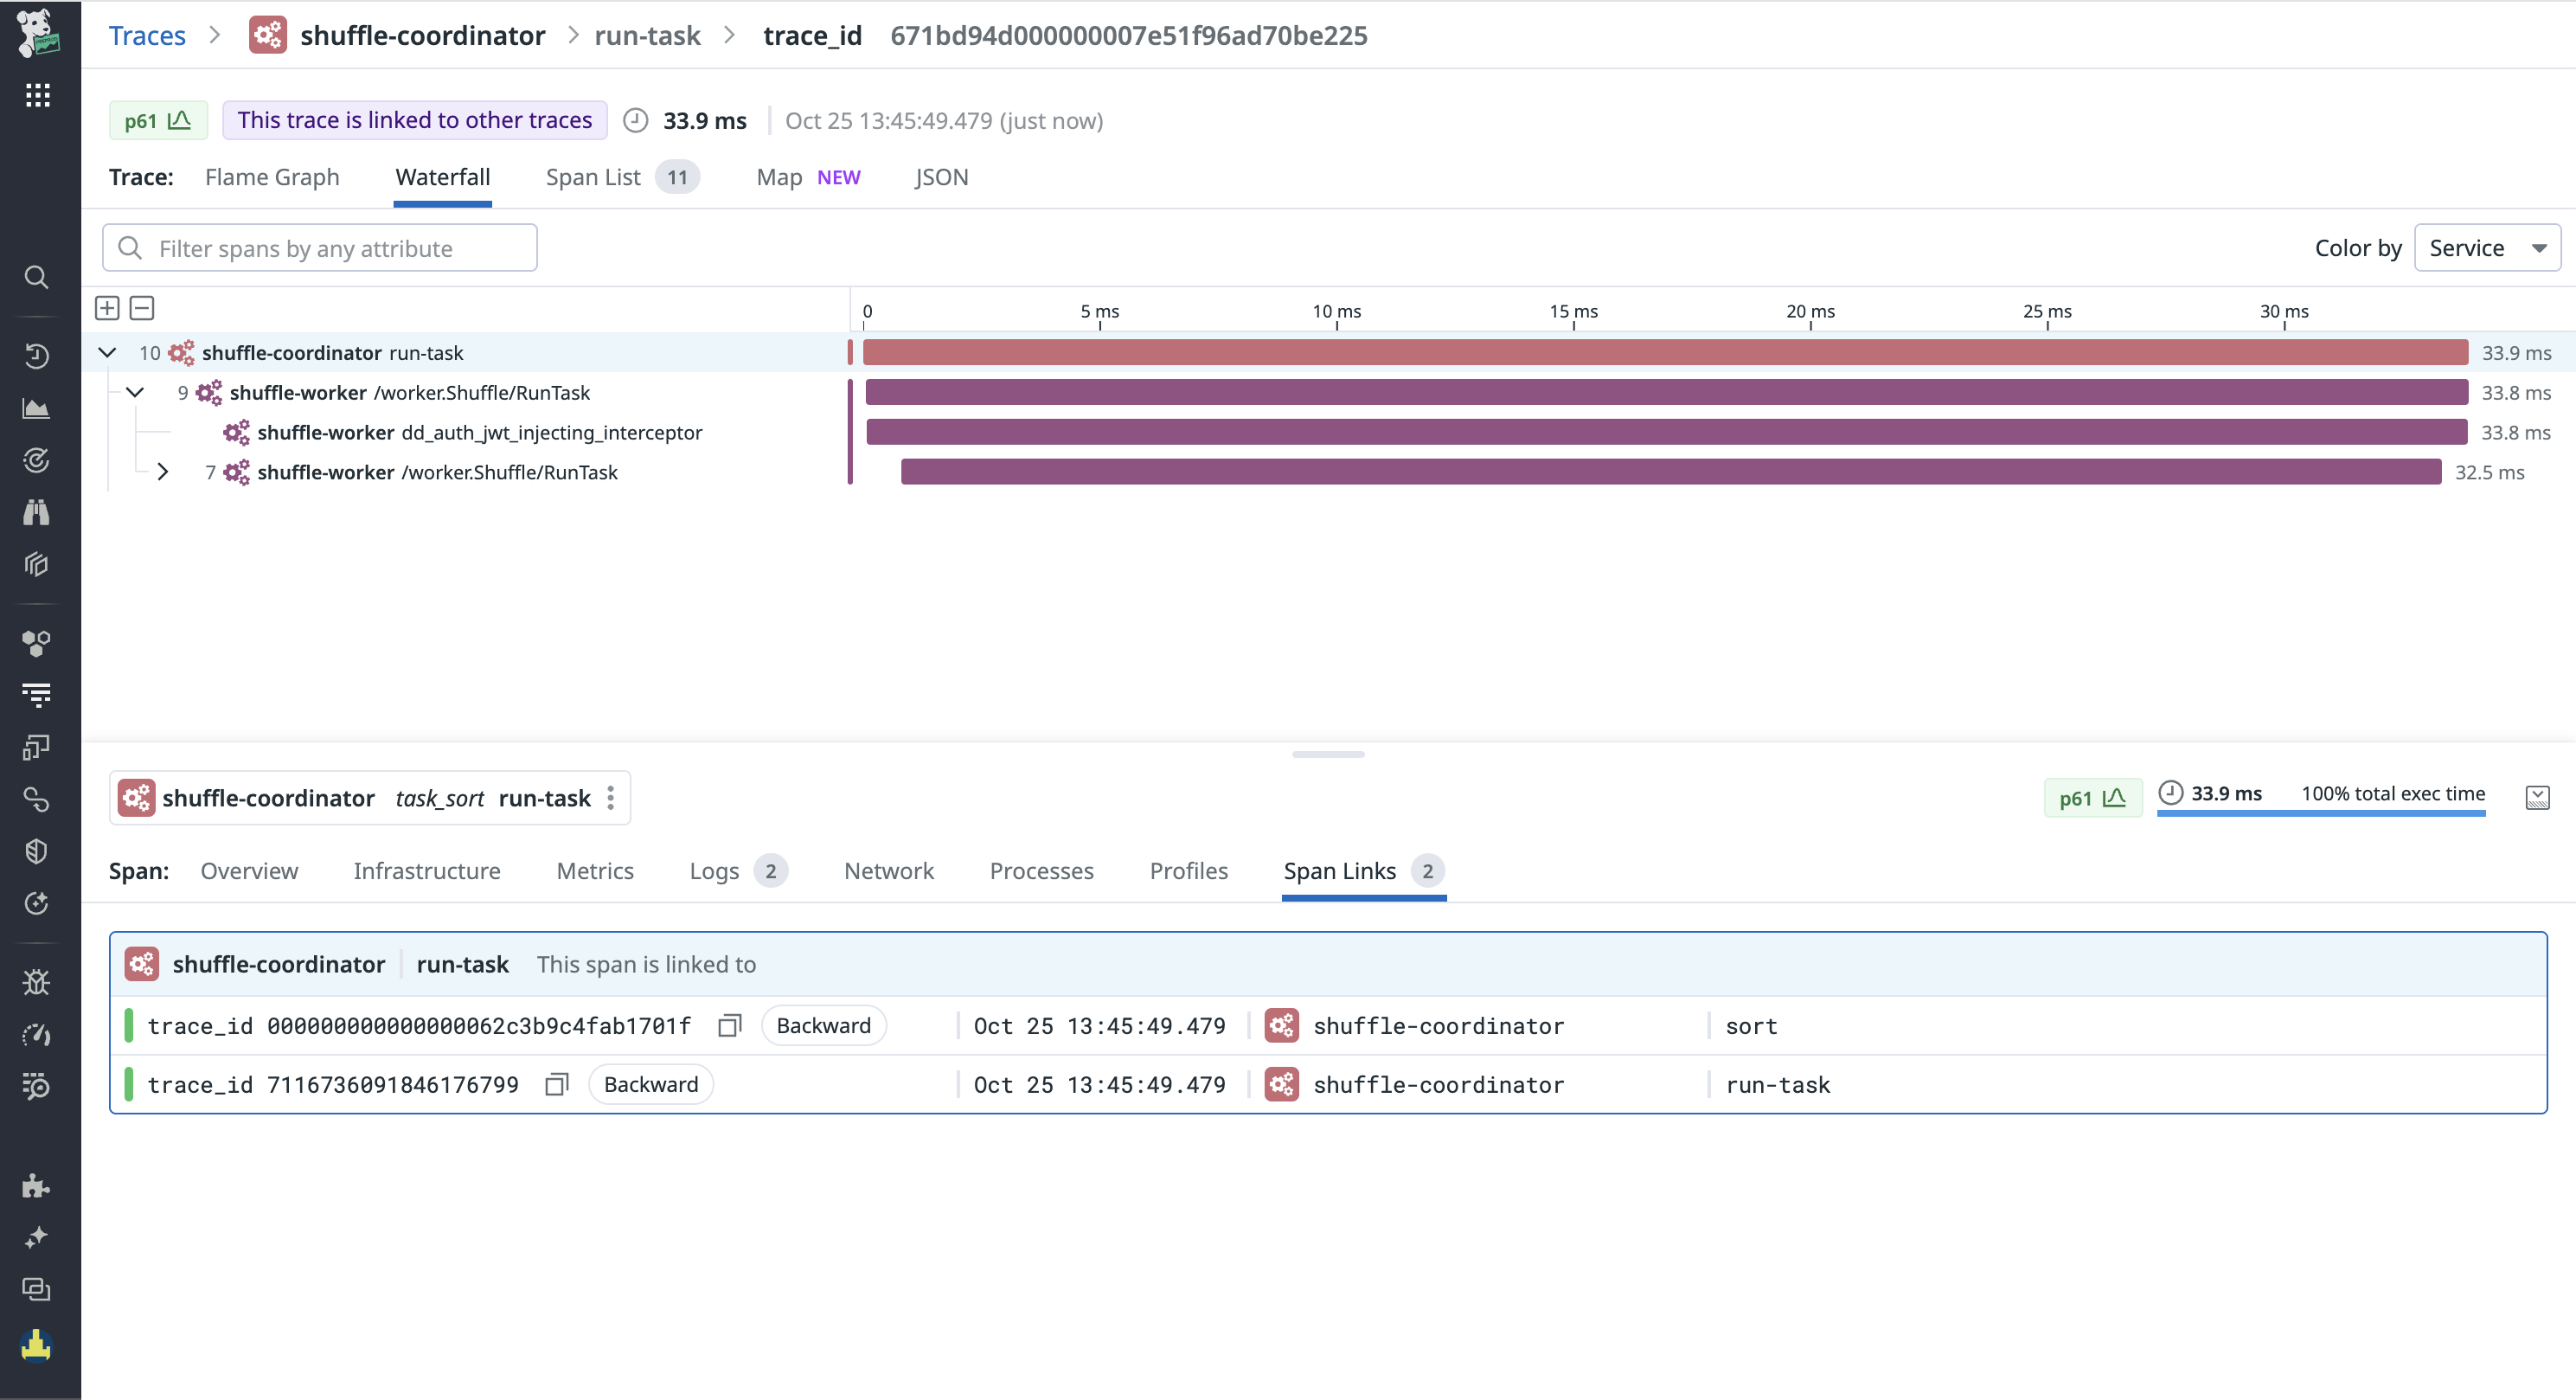 Traces > shuffle-coordinator > run-task > trace_id 671bd94d000000007e51f96ad70be225
p61 This trace is linked to other traces 33.9 ms Oct 25 13:45:49.479 (just now)
Trace: Flame Graph Waterfall Span List 11 Map NEW JSON
Filter spans by any attribute Color by Service
0 5 ms 10 ms 15 ms 20 ms 25 ms 30 ms
10 shuffle-coordinator run-task 33.9 ms
9 shuffle-worker /worker.Shuffle/RunTask 33.8 ms
shuffle-worker dd_auth_jwt_injecting_interceptor 33.8 ms
7 shuffle-worker /worker.Shuffle/RunTask 32.5 ms
shuffle-coordinator task_sort run-task p61 33.9 ms 100% total exec time
Span: Overview Infrastructure Metrics Logs 2 Network Processes Profiles Span Links 2
shuffle-coordinator run-task This span is linked to
trace_id 000000000000000062c3b9c4fab1701f Backward Oct 25 13:45:49.479 shuffle-coordinator sort
trace_id 7116736091846176799 Backward Oct 25 13:45:49.479 shuffle-coordinator run-task